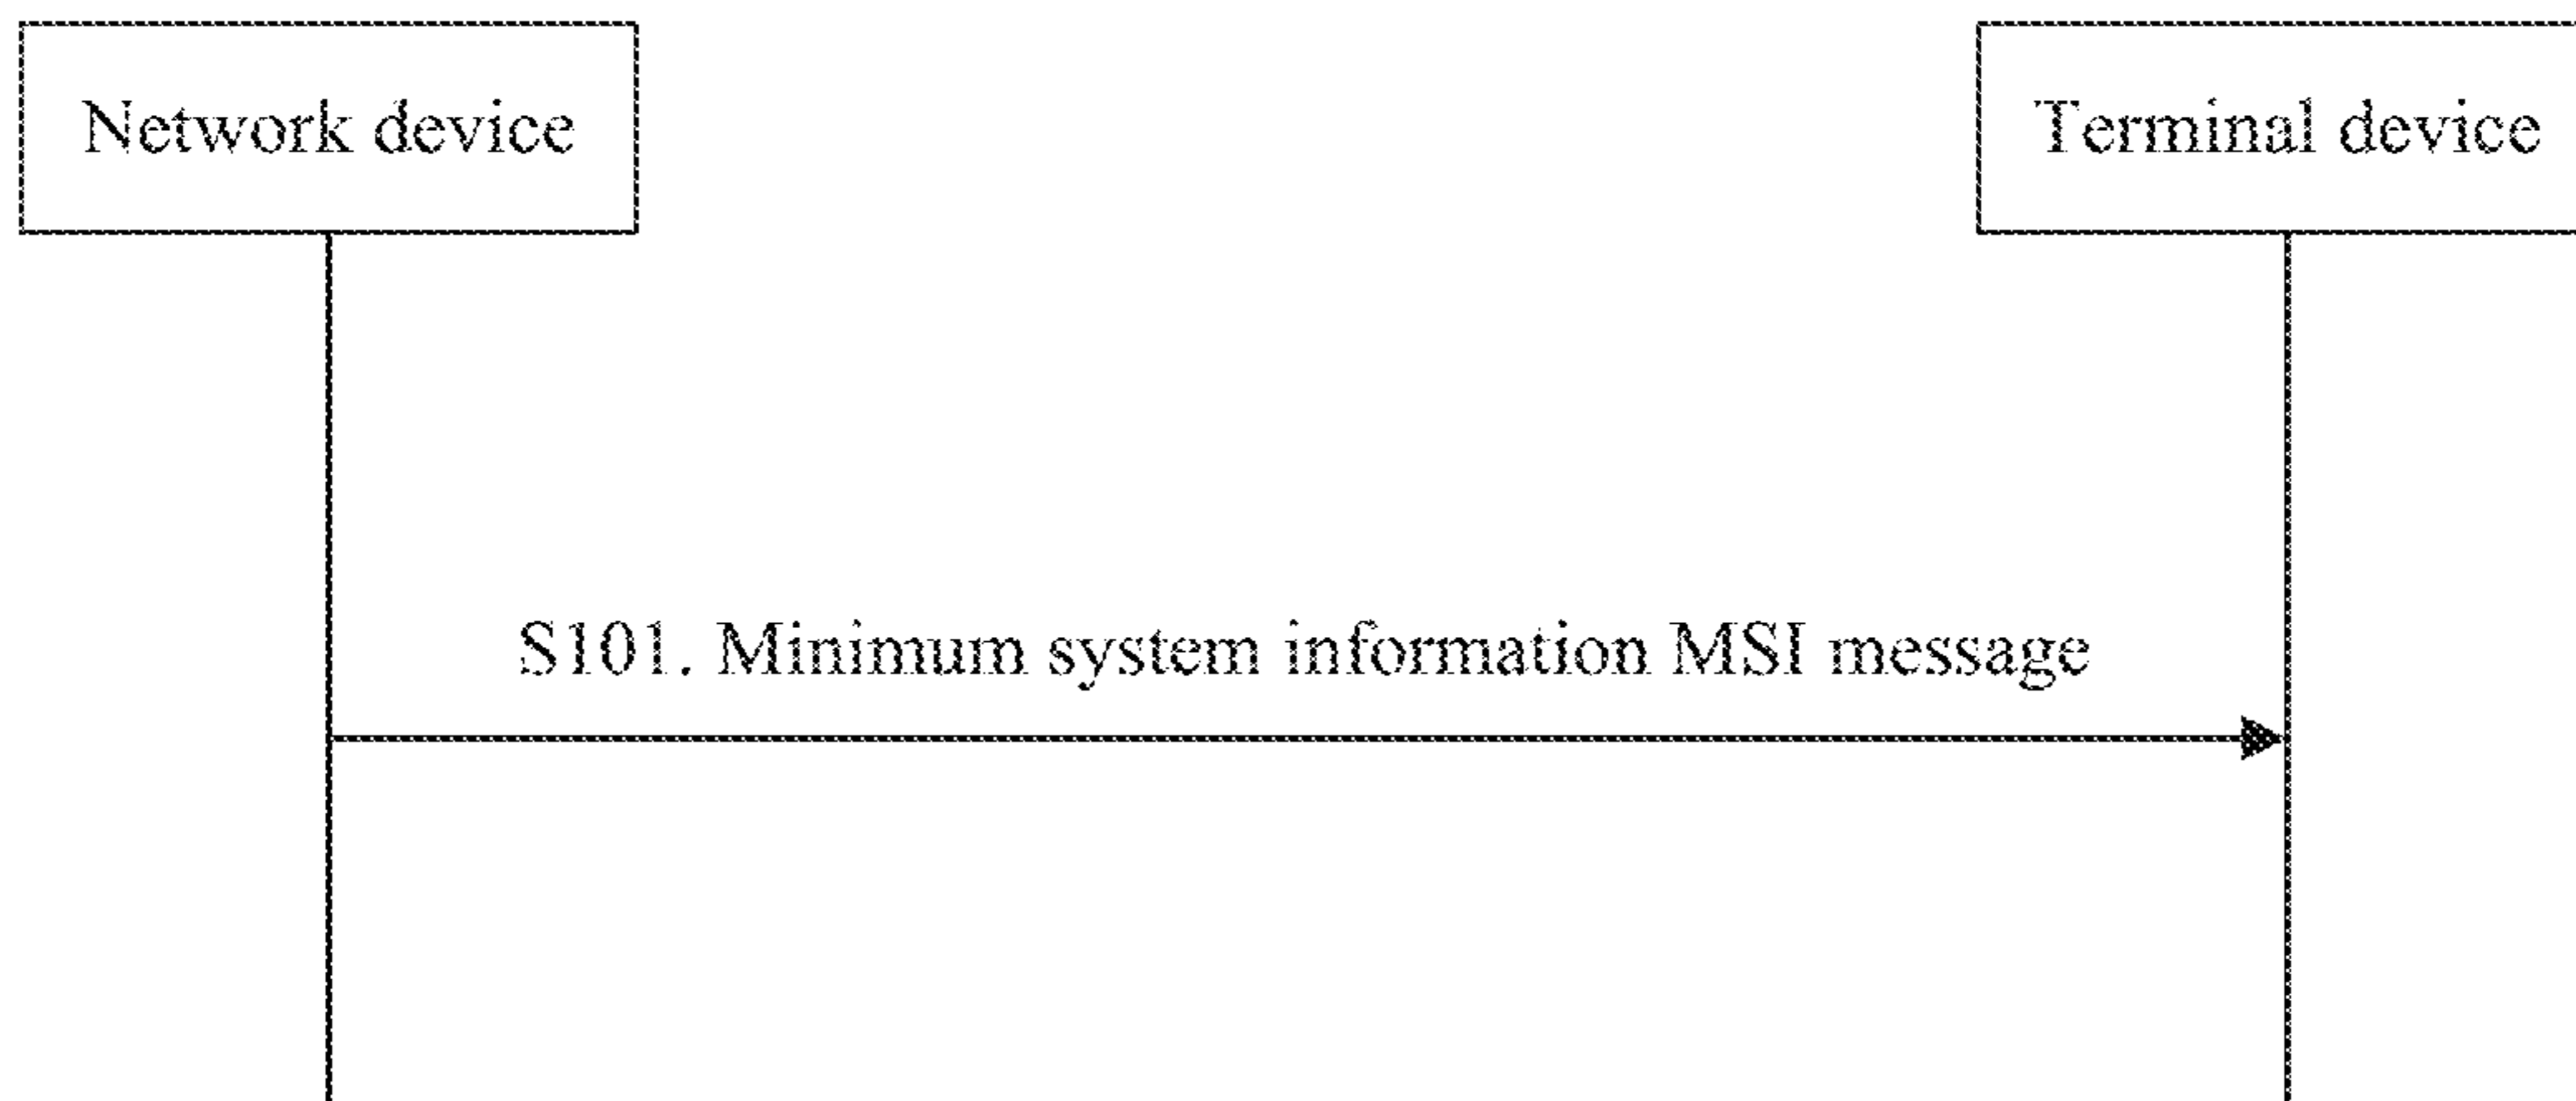 Network device
Terminal device
S101. Minimum system information MSI message